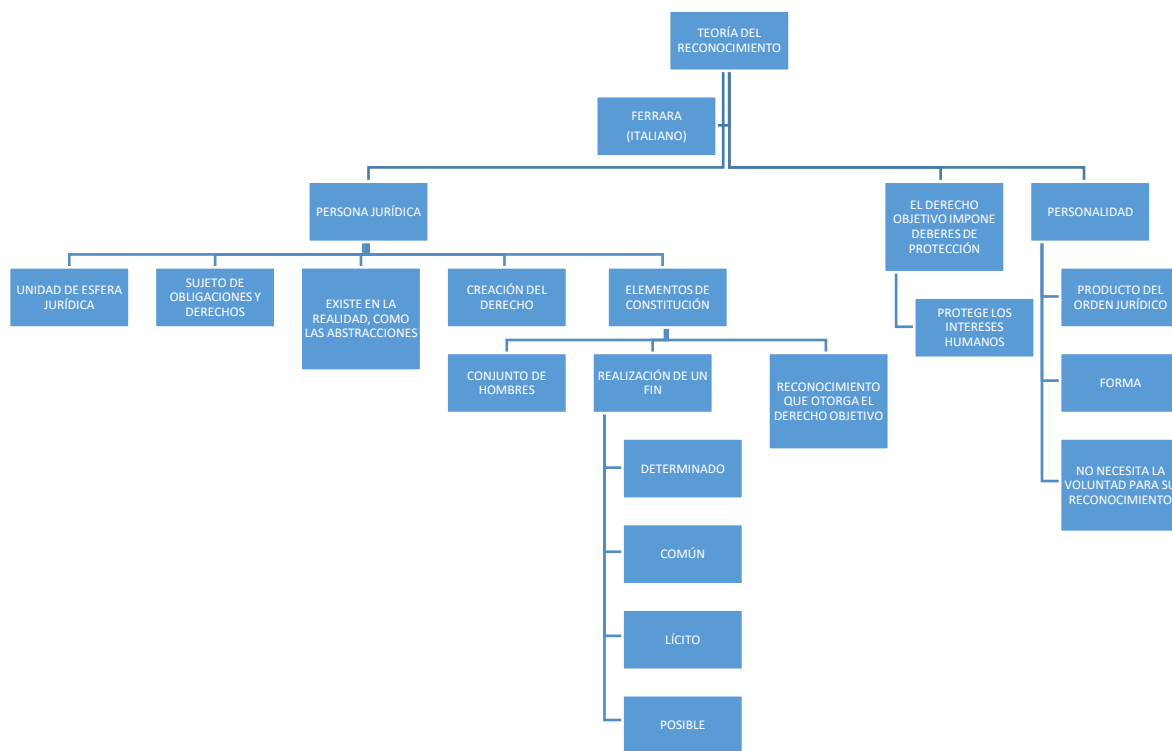 TEORÍA DEL
RECONOCIMIENTO
FERRARA
(ITALIANO)
PERSONA JURÍDICA
EL DERECHO
OBJETIVO IMPONE
DEBERES DE
PROTECCIÓN
PERSONALIDAD
UNIDAD DE ESFERA
JURÍDICA
SUJETO DE
OBLIGACIONES Y
DERECHOS
EXISTE EN LA
REALIDAD, COMO
LAS ABSTRACCIONES
CREACIÓN DEL
DERECHO
ELEMENTOS DE
CONSTITUCIÓN
CONJUNTO DE
HOMBRES
REALIZACIÓN DE UN
FIN
RECONOCIMIENTO
QUE OTORGA EL
DERECHO OBJETIVO
DETERMINADO
COMÚN
LÍCITO
POSIBLE
PROTEGE LOS
INTERESES
HUMANOS
PRODUCTO DEL
ORDEN JURÍDICO
FORMA
NO NECESITA LA
VOLUNTAD PARA SU
RECONOCIMIENTO